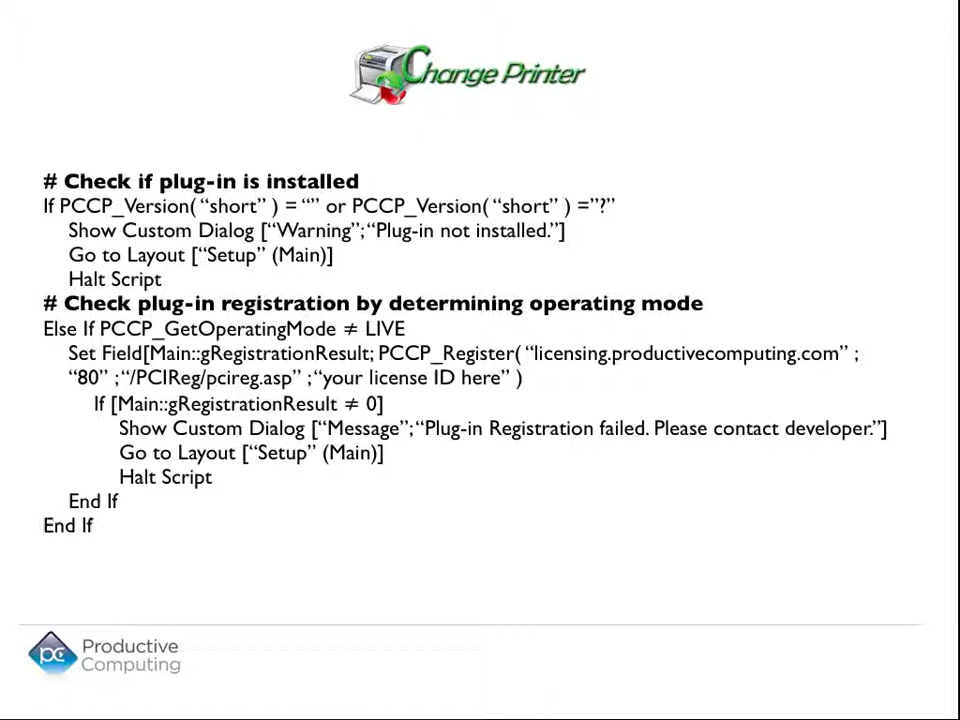 Change Printer
# Check if plug-in is installed
If PCCP_Version( “short” ) = “” or PCCP_Version( “short” ) =”?”
Show Custom Dialog [“Warning”; “Plug-in not installed.”]
Go to Layout [“Setup” (Main)]
Halt Script
# Check plug-in registration by determining operating mode
Else If PCCP_GetOperatingMode ≠ LIVE
Set Field[Main::gRegistrationResult; PCCP_Register( “licensing.productivecomputing.com” ;
“80” ; “/PCIReg/pcireg.asp” ; “your license ID here” )
If [Main::gRegistrationResult ≠ 0]
Show Custom Dialog [“Message”; “Plug-in Registration failed. Please contact developer.”]
Go to Layout [“Setup” (Main)]
Halt Script
End If
End If
pc
Productive
Computing